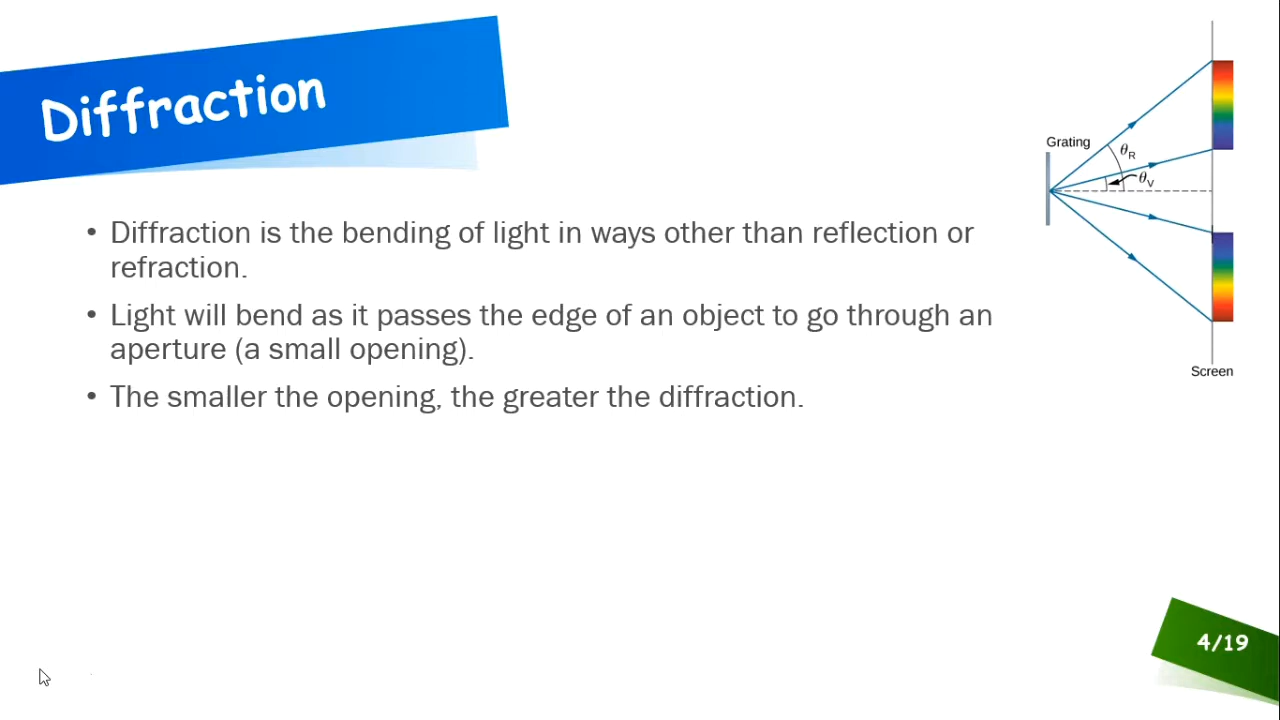 Diffraction
• Diffraction is the bending of light in ways other than reflection or
refraction.
• Light will bend as it passes the edge of an object to go through an
aperture (a small opening).
• The smaller the opening, the greater the diffraction.
Grating
θR
θV
Screen
4/19